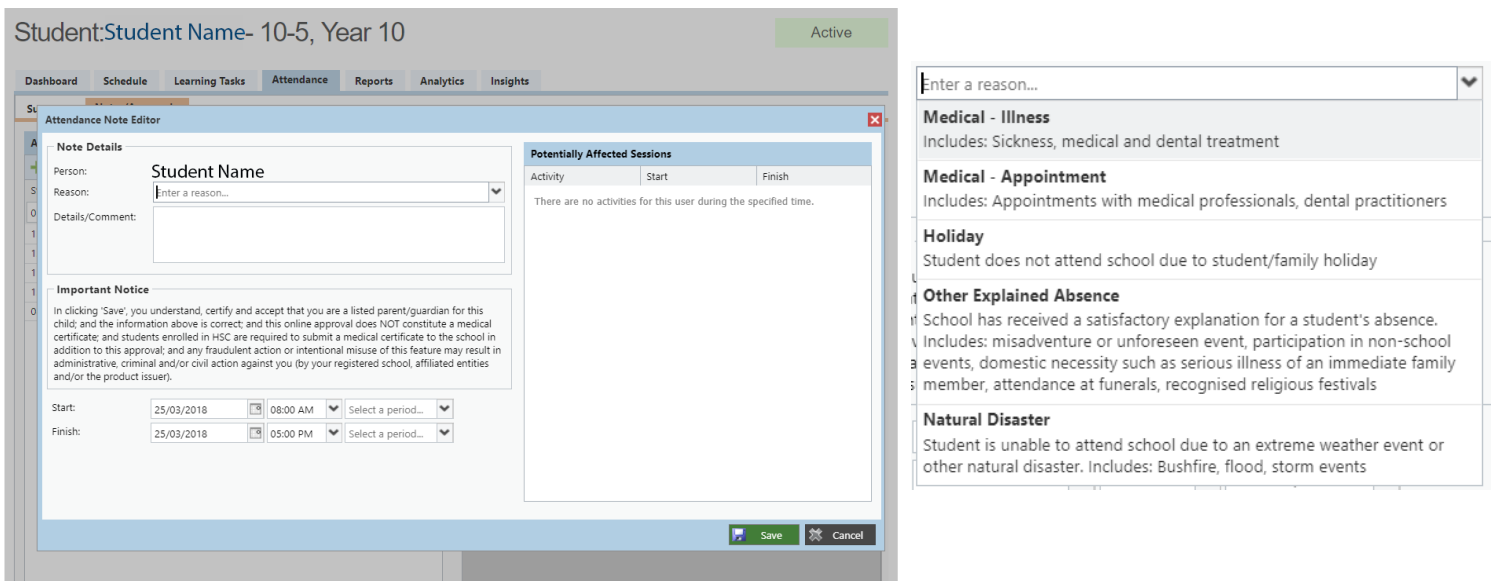 Student:Student Name- 10-5, Year 10
Active
Dashboard Schedule Learning Tasks Attendance Reports Analytics Insights
Attendance Note Editor
Note Details
Person: Student Name
Reason: Enter a reason...
Details/Comment:
Important Notice
In clicking 'Save', you understand, certify and accept that you are a listed parent/guardian for this
child; and the information above is correct; and this online approval does NOT constitute a medical
certificate; and students enrolled in HSC are required to submit a medical certificate to the school in
addition to this approval; and any fraudulent action or intentional misuse of this feature may result in
administrative, criminal and/or civil action against you (by your registered school, affiliated entities
and/or the product issuer).
Start: 25/03/2018 08:00 AM Select a period...
Finish: 25/03/2018 05:00 PM Select a period...
Potentially Affected Sessions
Activity Start Finish
There are no activities for this user during the specified time.
Save Cancel
Enter a reason...
Medical - Illness
Includes: Sickness, medical and dental treatment
Medical - Appointment
Includes: Appointments with medical professionals, dental practitioners
Holiday
Student does not attend school due to student/family holiday
Other Explained Absence
School has received a satisfactory explanation for a student's absence.
Includes: misadventure or unforeseen event, participation in non-school
events, domestic necessity such as serious illness of an immediate family
member, attendance at funerals, recognised religious festivals
Natural Disaster
Student is unable to attend school due to an extreme weather event or
other natural disaster. Includes: Bushfire, flood, storm events